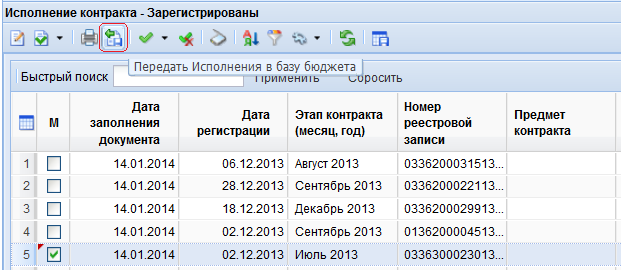 Исполнение контракта - Зарегистрированы
Передать Исполнения в базу бюджета
Быстрый поиск Применить Сбросить
М Дата заполнения документа Дата регистрации Этап контракта (месяц, год) Номер реестровой записи Предмет контракта
1 14.01.2014 06.12.2013 Август 2013 0336200031513...
2 14.01.2014 28.12.2013 Сентябрь 2013 0336200022113...
3 14.01.2014 18.12.2013 Декабрь 2013 0336200029913...
4 14.01.2014 02.12.2013 Сентябрь 2013 0136200004513...
5 14.01.2014 02.12.2013 Июль 2013 0336300023013...